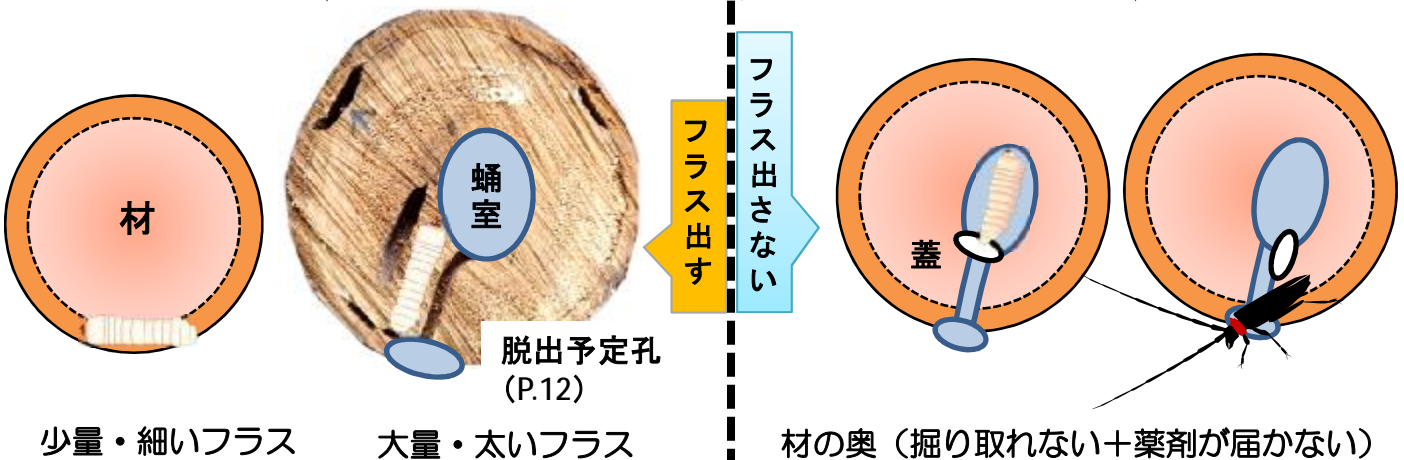 材
少量・細いフラス
蛹室
脱出予定孔
(P.12)
大量・太いフラス
フラス出す
フラス出さない
蓋
材の奥（掘り取れない＋薬剤が届かない）